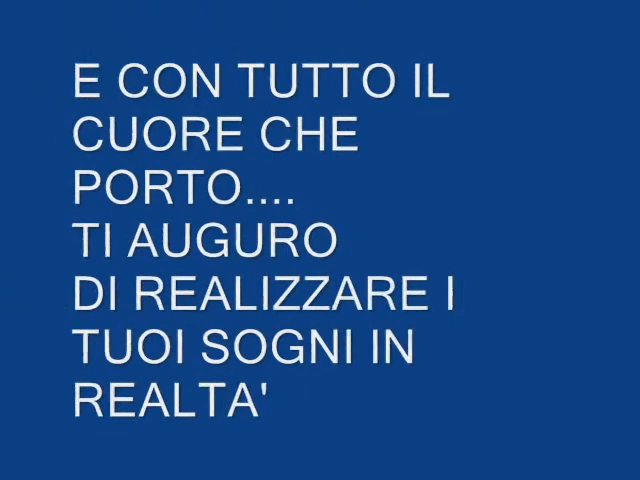 E CON TUTTO IL
CUORE CHE
PORTO....
TI AUGURO
DI REALIZZARE I
TUOI SOGNI IN
REALTA'